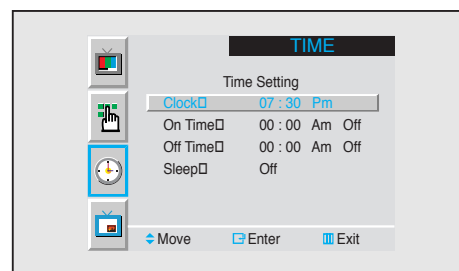 TIME
Time Setting
Clock 07 : 30 Pm
On Time 00 : 00 Am Off
Off Time 00 : 00 Am Off
Sleep Off
Move Enter Exit